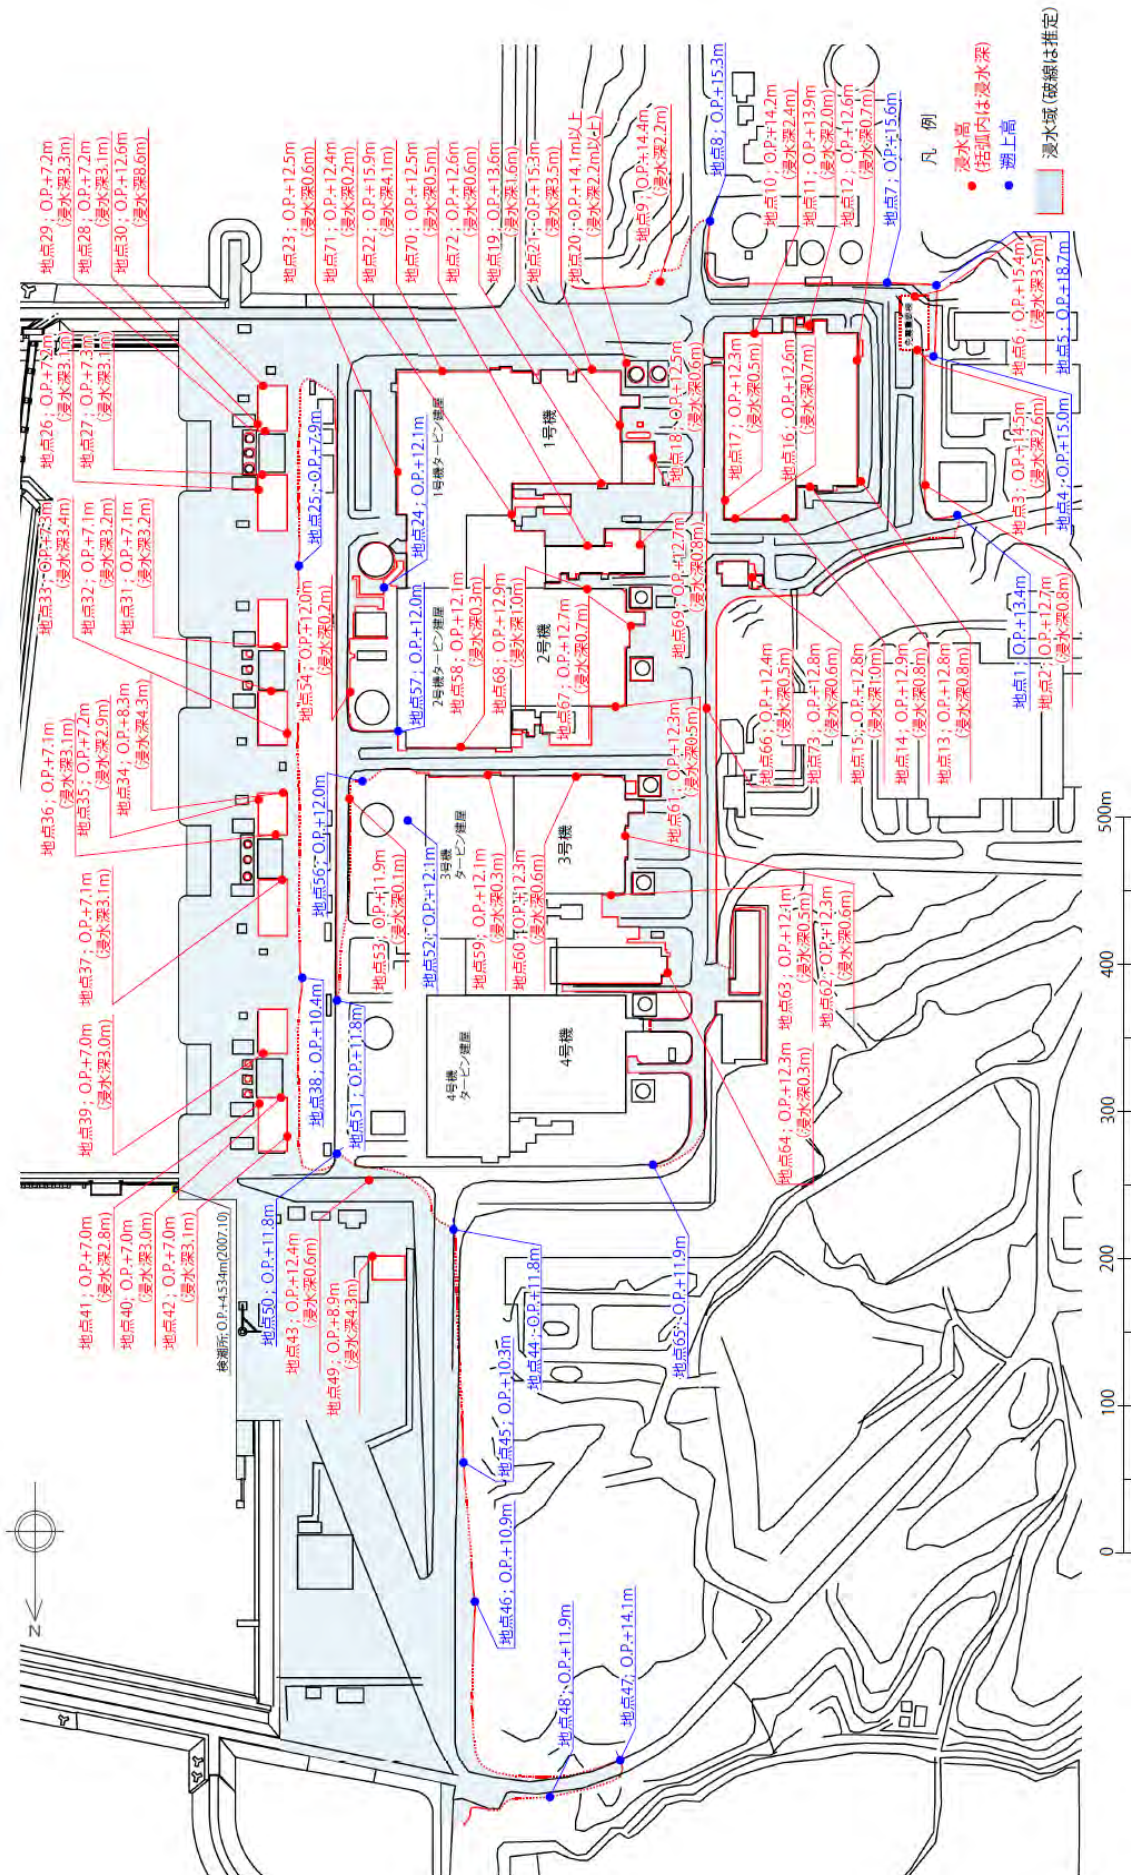 地点29；O.P.+7.2m
(浸水深3.3m)
地点28；O.P.+7.2m
(浸水深3.1m)
地点30；O.P.+12.6m
(浸水深8.6m)
地点26；O.P.+7.2m
(浸水深3.1m)
地点27；O.P.+7.3m
(浸水深3.1m)
地点33；O.P.+7.3m
(浸水深3.4m)
地点32；O.P.+7.1m
(浸水深3.2m)
地点31；O.P.+7.1m
(浸水深3.2m)
地点36；O.P.+7.1m
(浸水深3.1m)
地点35；O.P.+7.2m
(浸水深2.9m)
地点34；O.P.+8.3m
(浸水深4.3m)
地点37；O.P.+7.1m
(浸水深3.1m)
地点39；O.P.+7.0m
(浸水深3.0m)
地点41；O.P.+7.0m
(浸水深2.8m)
地点40；O.P.+7.0m
(浸水深3.0m)
地点42；O.P.+7.0m
(浸水深3.1m)
検潮所；O.P.+4.534m(2007.10)
地点50；O.P.+11.8m
地点43；O.P.+12.4m
(浸水深0.6m)
地点49；O.P.+8.9m
(浸水深4.3m)
地点23；O.P.+12.5m
(浸水深0.6m)
地点71；O.P.+12.4m
(浸水深0.2m)
地点22；O.P.+15.9m
(浸水深4.1m)
地点70；O.P.+12.5m
(浸水深0.5m)
地点72；O.P.+12.6m
(浸水深0.6m)
地点19；O.P.+13.6m
(浸水深1.6m)
地点21；O.P.+15.3m
(浸水深3.5m)
地点20；O.P.+14.1m以上
(浸水深2.2m以上)
地点9；O.P.+14.4m
(浸水深2.2m)
地点8；O.P.+15.3m
地点10；O.P.+14.2m
(浸水深2.4m)
地点11；O.P.+13.9m
(浸水深2.0m)
地点12；O.P.+12.6m
(浸水深0.7m)
地点7；O.P.+15.6m
凡　例
浸水高
(括弧内は浸水深)
遡上高
浸水域(破線は推定)
地点25；O.P.+7.9m
1号機タービン建屋
1号機
地点24；O.P.+12.1m
地点54；O.P.+12.0m
(浸水深0.2m)
地点57；O.P.+12.0m
2号機タービン建屋
地点58；O.P.+12.1m
(浸水深0.3m)
地点68；O.P.+12.9m
(浸水深1.0m)
2号機
地点67；O.P.+12.7m
(浸水深0.7m)
地点18；O.P.+12.5m
(浸水深0.6m)
地点69；O.P.+12.7m
(浸水深0.8m)
地点17；O.P.+12.3m
(浸水深0.5m)
地点16；O.P.+12.6m
(浸水深0.7m)
地点6；O.P.+15.4m
(浸水深3.5m)
地点5；O.P.+18.7m
地点3；O.P.+14.5m
(浸水深2.6m)
地点4；O.P.+15.0m
地点1；O.P.+13.4m
地点2；O.P.+12.7m
(浸水深0.8m)
地点66；O.P.+12.4m
(浸水深0.5m)
地点73；O.P.+12.8m
(浸水深0.6m)
地点15；O.P.+12.8m
(浸水深1.0m)
地点14；O.P.+12.9m
(浸水深0.8m)
地点13；O.P.+12.8m
(浸水深0.8m)
地点61；O.P.+12.3m
(浸水深0.5m)
地点56；O.P.+12.0m
地点53；O.P.+11.9m
(浸水深0.1m)
地点52；O.P.+12.1m
3号機
タービン建屋
地点59；O.P.+12.1m
(浸水深0.3m)
地点60；O.P.+12.3m
(浸水深0.6m)
3号機
地点63；O.P.+12.1m
(浸水深0.5m)
地点62；O.P.+12.3m
(浸水深0.6m)
地点38；O.P.+10.4m
地点51；O.P.+11.8m
4号機
タービン建屋
4号機
地点64；O.P.+12.3m
(浸水深0.3m)
地点65；O.P.+11.9m
地点44；O.P.+11.8m
地点45；O.P.+10.3m
地点46；O.P.+10.9m
地点48；O.P.+11.9m
地点47；O.P.+14.1m
N
0
100
200
300
400
500m